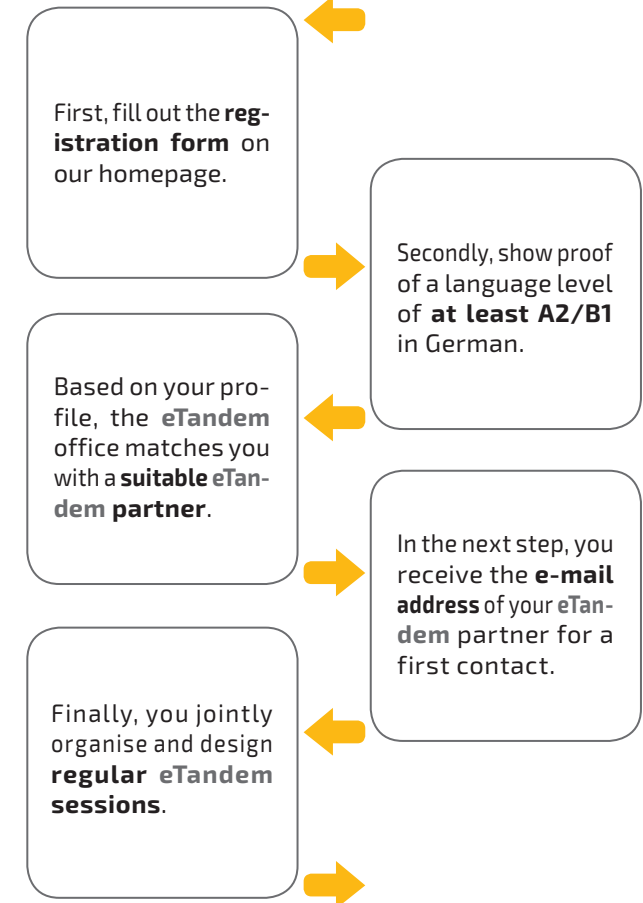 First, fill out the reg-
istration form on
our homepage.
Secondly, show proof
of a language level
of at least A2/B1
in German.
Based on your pro-
file, the eTandem
office matches you
with a suitable eTan-
dem partner.
In the next step, you
receive the e-mail
address of your eTan-
dem partner for a
first contact.
Finally, you jointly
organise and design
regular eTandem
sessions.